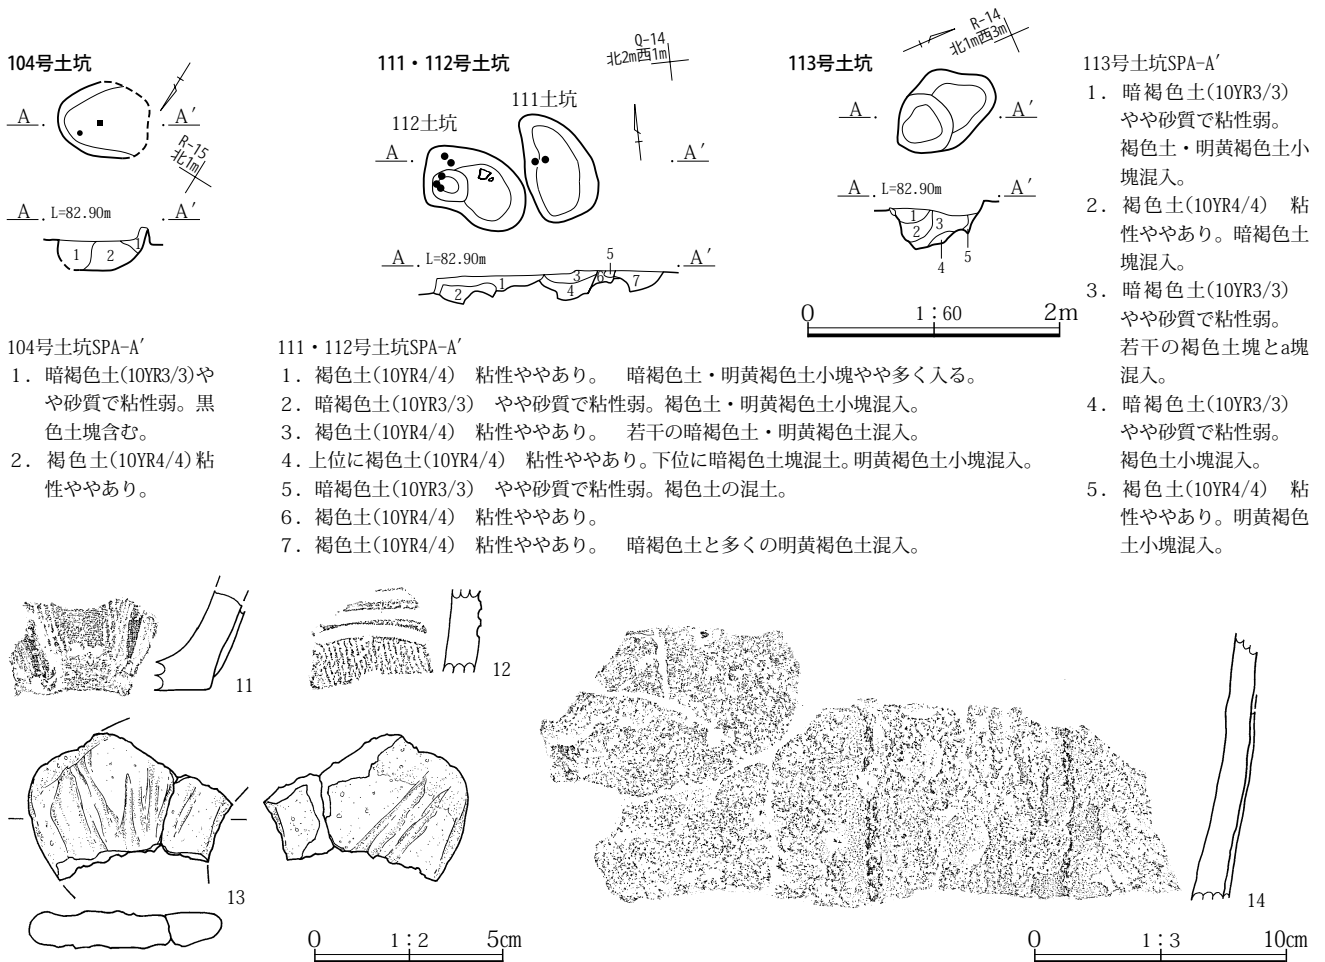 104号土坑
A . . A′
R-15
北1m
A . L=82.90m . A′
1 2 1
111・112号土坑
Q-14
北2m西1m
111土坑
112土坑
A . . A′
A . L=82.90m . A′
5
2 1 3 4 6 7
113号土坑
R-14
北1m西3m
A . . A′
A . L=82.90m . A′
1 2 3
4 5
0 1：60 2m
104号土坑SPA-A′
1．暗褐色土(10YR3/3)や
や砂質で粘性弱。黒
色土塊含む。
2．褐色土(10YR4/4)粘
性ややあり。
111・112号土坑SPA-A′
1．褐色土(10YR4/4)　粘性ややあり。　暗褐色土・明黄褐色土小塊やや多く入る。
2．暗褐色土(10YR3/3)　やや砂質で粘性弱。褐色土・明黄褐色土小塊混入。
3．褐色土(10YR4/4)　粘性ややあり。　若干の暗褐色土・明黄褐色土混入。
4．上位に褐色土(10YR4/4)　粘性ややあり。下位に暗褐色土塊混土。明黄褐色土小塊混入。
5．暗褐色土(10YR3/3)　やや砂質で粘性弱。褐色土の混土。
6．褐色土(10YR4/4)　粘性ややあり。
7．褐色土(10YR4/4)　粘性ややあり。　暗褐色土と多くの明黄褐色土混入。
113号土坑SPA-A′
1．暗褐色土(10YR3/3)
やや砂質で粘性弱。
褐色土・明黄褐色土小
塊混入。
2．褐色土(10YR4/4)　粘
性ややあり。暗褐色土
塊混入。
3．暗褐色土(10YR3/3)
やや砂質で粘性弱。
若干の褐色土塊とa塊
混入。
4．暗褐色土(10YR3/3)
やや砂質で粘性弱。
褐色土小塊混入。
5．褐色土(10YR4/4)　粘
性ややあり。明黄褐色
土小塊混入。
11
12
13
14
0 1：2 5cm
0 1：3 10cm